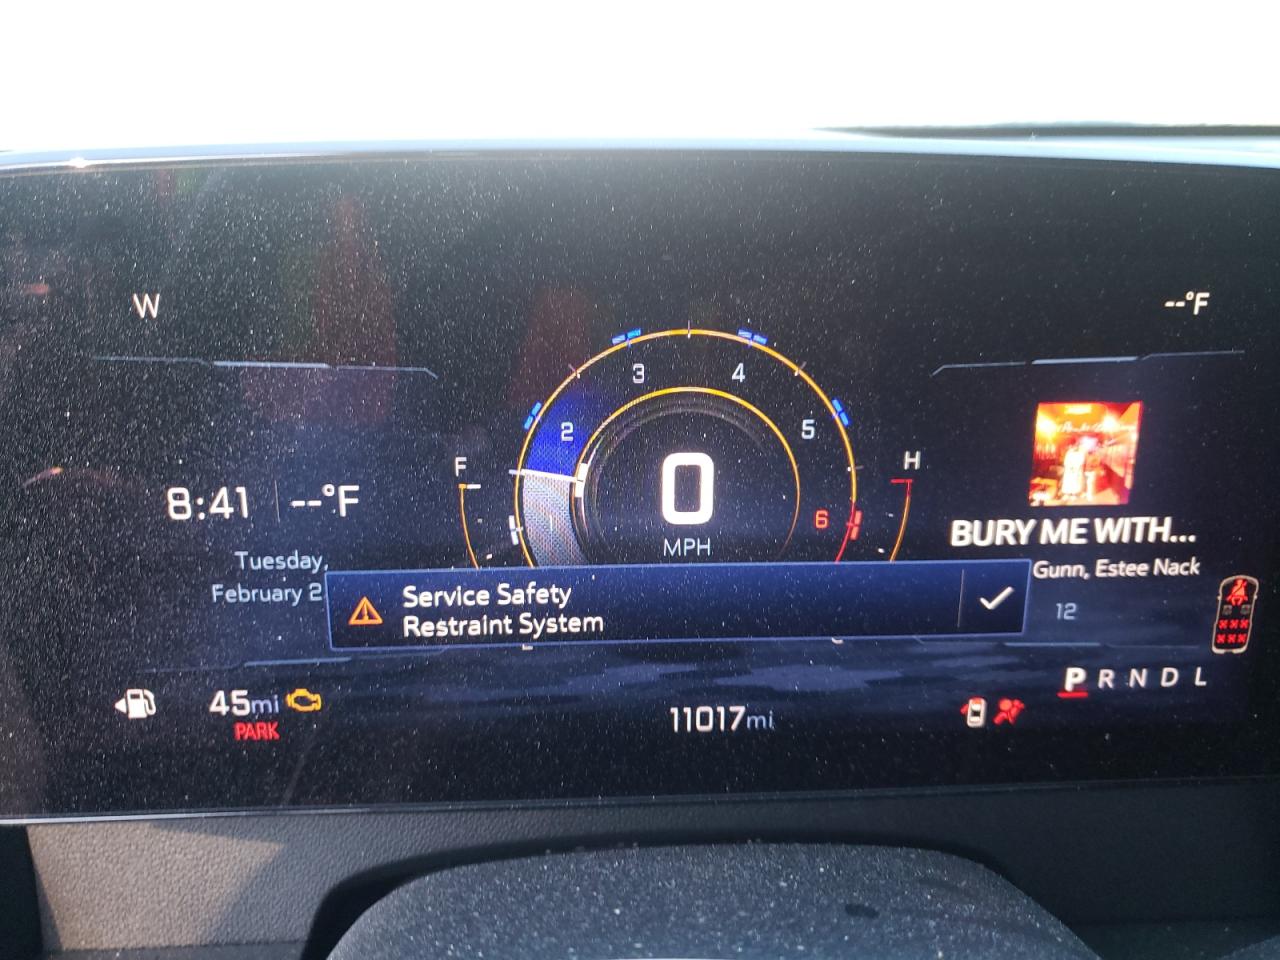 W
--°F
3
4
2
5
F
H
8:41
--°F
0
6
1
BURY ME WITH...
MPH
Tuesday,
Gunn, Estee Nack
February 2
Service Safety
Restraint System
12
P R N D L
45mi
PARK
11017mi